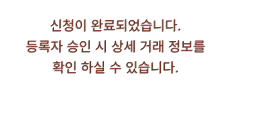 신청이 완료되었습니다.
등록자 승인 시 상세 거래 정보를
확인 하실 수 있습니다.